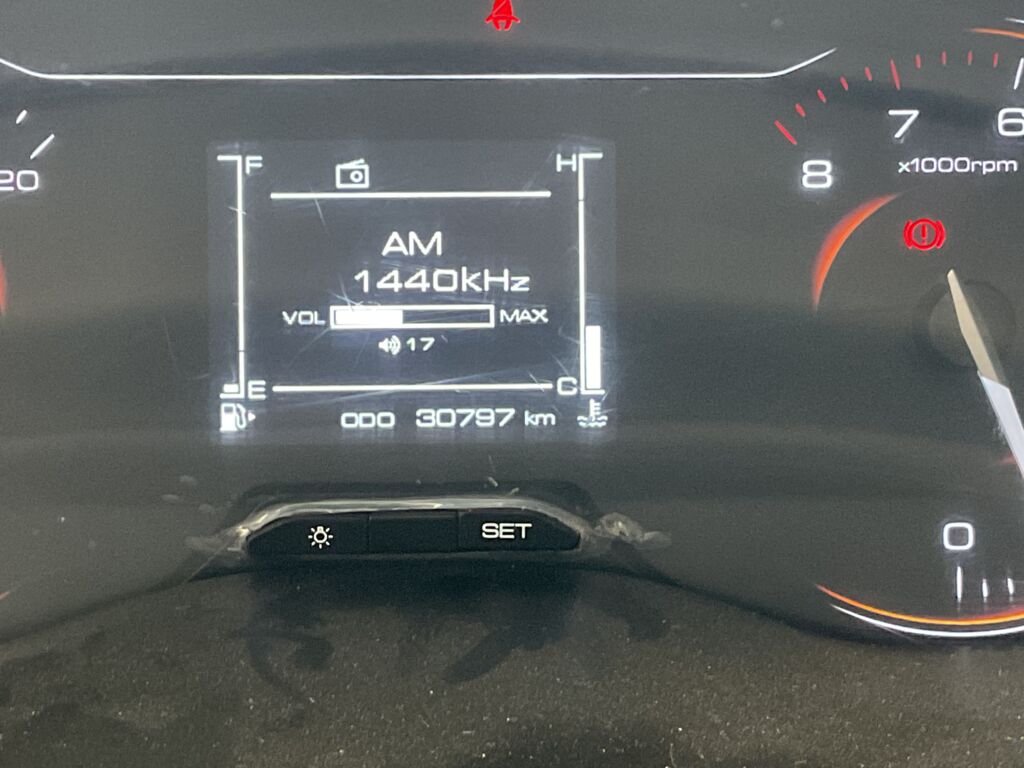 20
F
H
AM
1440kHz
VOL
MAX
17
E
C
ODO 30797 km
SET
8
7
6
x1000rpm
0